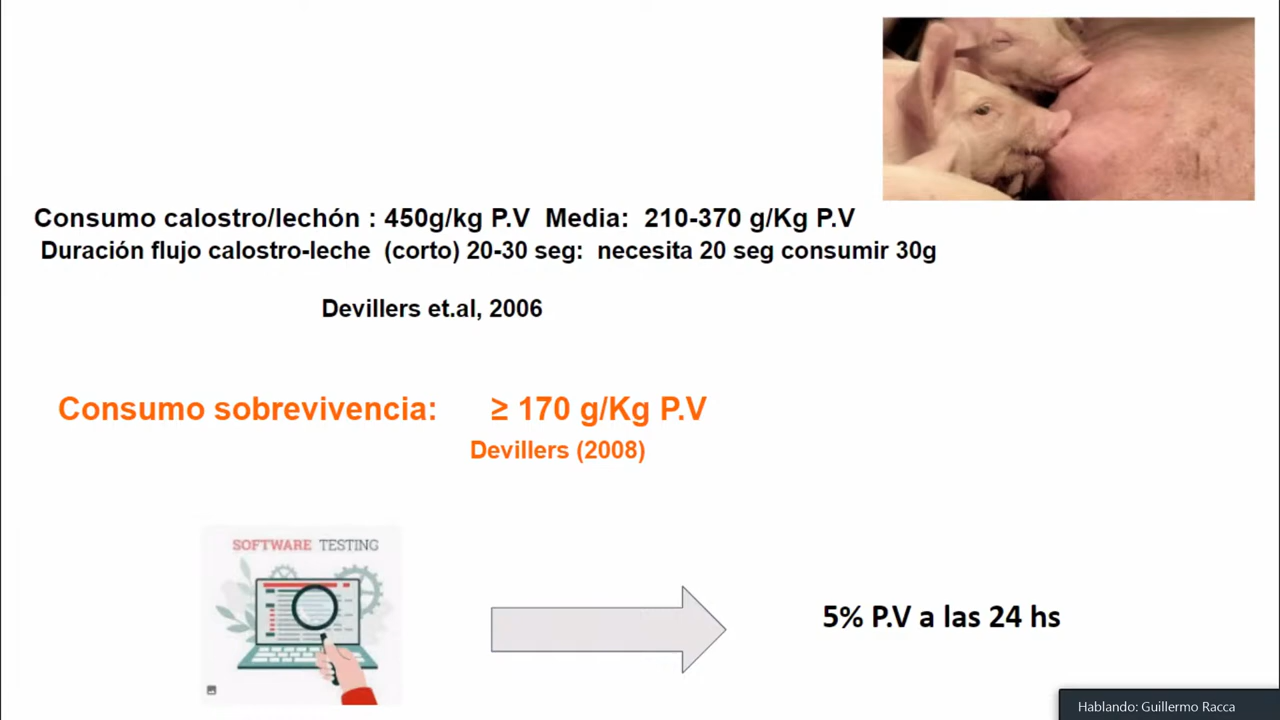 Consumo calostro/lechón : 450g/kg P.V Media: 210-370 g/Kg P.V
Duración flujo calostro-leche (corto) 20-30 seg: necesita 20 seg consumir 30g
Devillers et.al, 2006
Consumo sobrevivencia: ≥ 170 g/Kg P.V
Devillers (2008)
SOFTWARE TESTING
5% P.V a las 24 hs
Hablando: Guillermo Racca